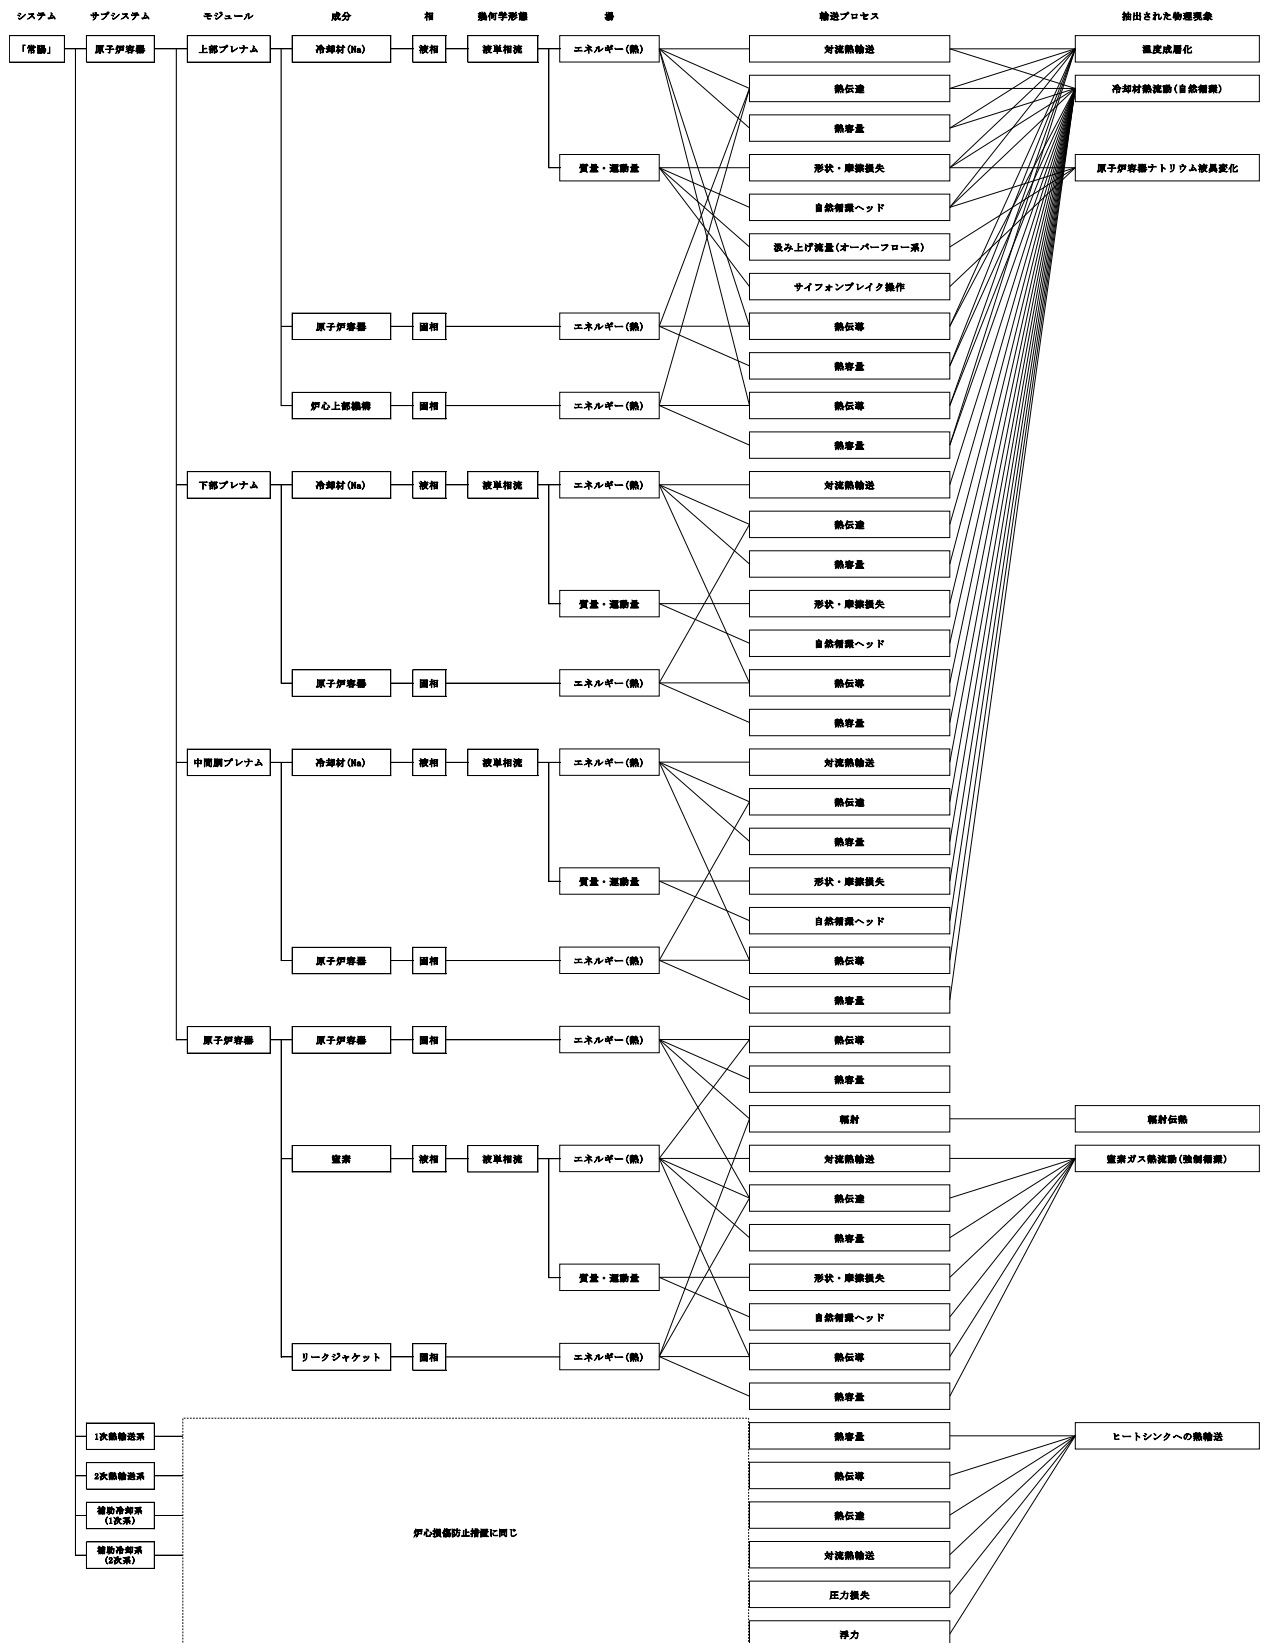 システム サブシステム モジュール 成分 相 幾何学形態 場 輸送プロセス 抽出された物理現象
「常陽」 原子炉容器 上部プレナム 冷却材(Na) 液相 液単相流 エネルギー(熱) 対流熱輸送 温度成層化
熱伝達 冷却材熱流動(自然循環)
熱容量
質量・運動量 形状・摩擦損失 原子炉容器ナトリウム液位変化
自然循環ヘッド
汲み上げ流量(オーバーフロー系)
サイフォンブレイク操作
原子炉容器 固相 エネルギー(熱) 熱伝導
熱容量
炉心上部機構 固相 エネルギー(熱) 熱伝導
熱容量
下部プレナム 冷却材(Na) 液相 液単相流 エネルギー(熱) 対流熱輸送
熱伝達
熱容量
質量・運動量 形状・摩擦損失
自然循環ヘッド
原子炉容器 固相 エネルギー(熱) 熱伝導
熱容量
中間胴プレナム 冷却材(Na) 液相 液単相流 エネルギー(熱) 対流熱輸送
熱伝達
熱容量
質量・運動量 形状・摩擦損失
自然循環ヘッド
原子炉容器 固相 エネルギー(熱) 熱伝導
熱容量
原子炉容器 原子炉容器 固相 エネルギー(熱) 熱伝導
熱容量
輻射 輻射伝熱
窒素 液相 液単相流 エネルギー(熱) 対流熱輸送 窒素ガス熱流動(強制循環)
熱伝達
熱容量
質量・運動量 形状・摩擦損失
自然循環ヘッド
リークジャケット 固相 エネルギー(熱) 熱伝導
熱容量
1次熱輸送系 熱容量 ヒートシンクへの熱輸送
2次熱輸送系 熱伝導
補助冷却系
(1次系) 熱伝達
炉心損傷防止措置に同じ
補助冷却系
(2次系) 対流熱輸送
圧力損失
浮力